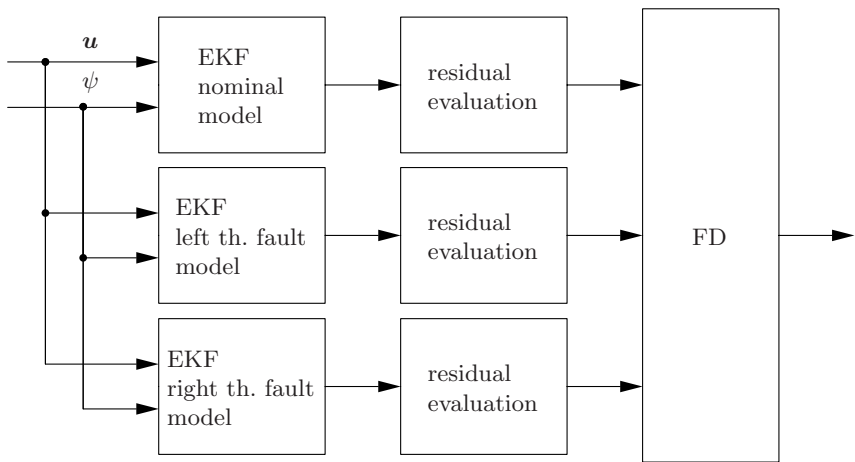 u
ψ
EKF
nominal
model
residual
evaluation
EKF
left th. fault
model
residual
evaluation
FD
EKF
right th. fault
model
residual
evaluation